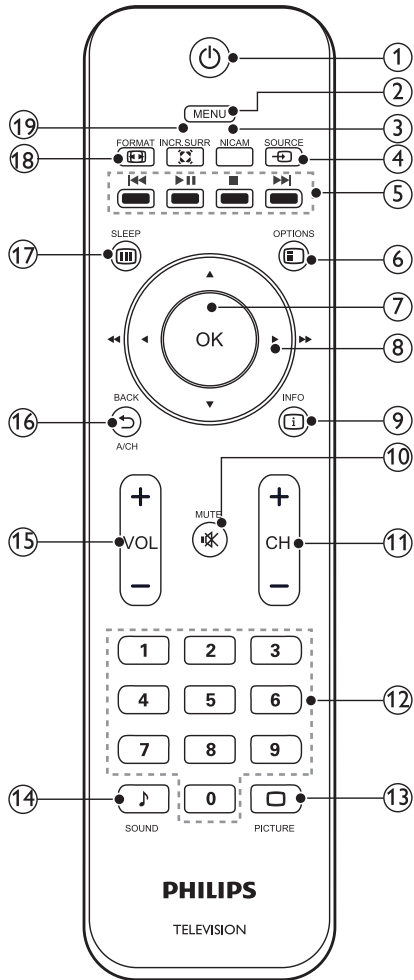 1
MENU
2
19
3
FORMAT INCR.SURR NICAM SOURCE
18
4
5
SLEEP
OPTIONS
17
6
7
OK
8
BACK
INFO
16
i
9
A/CH
10
+
MUTE
+
15
VOL
CH
11
−
−
1 2 3
4 5 6
12
7 8 9
14
0
13
SOUND
PICTURE
PHILIPS
TELEVISION